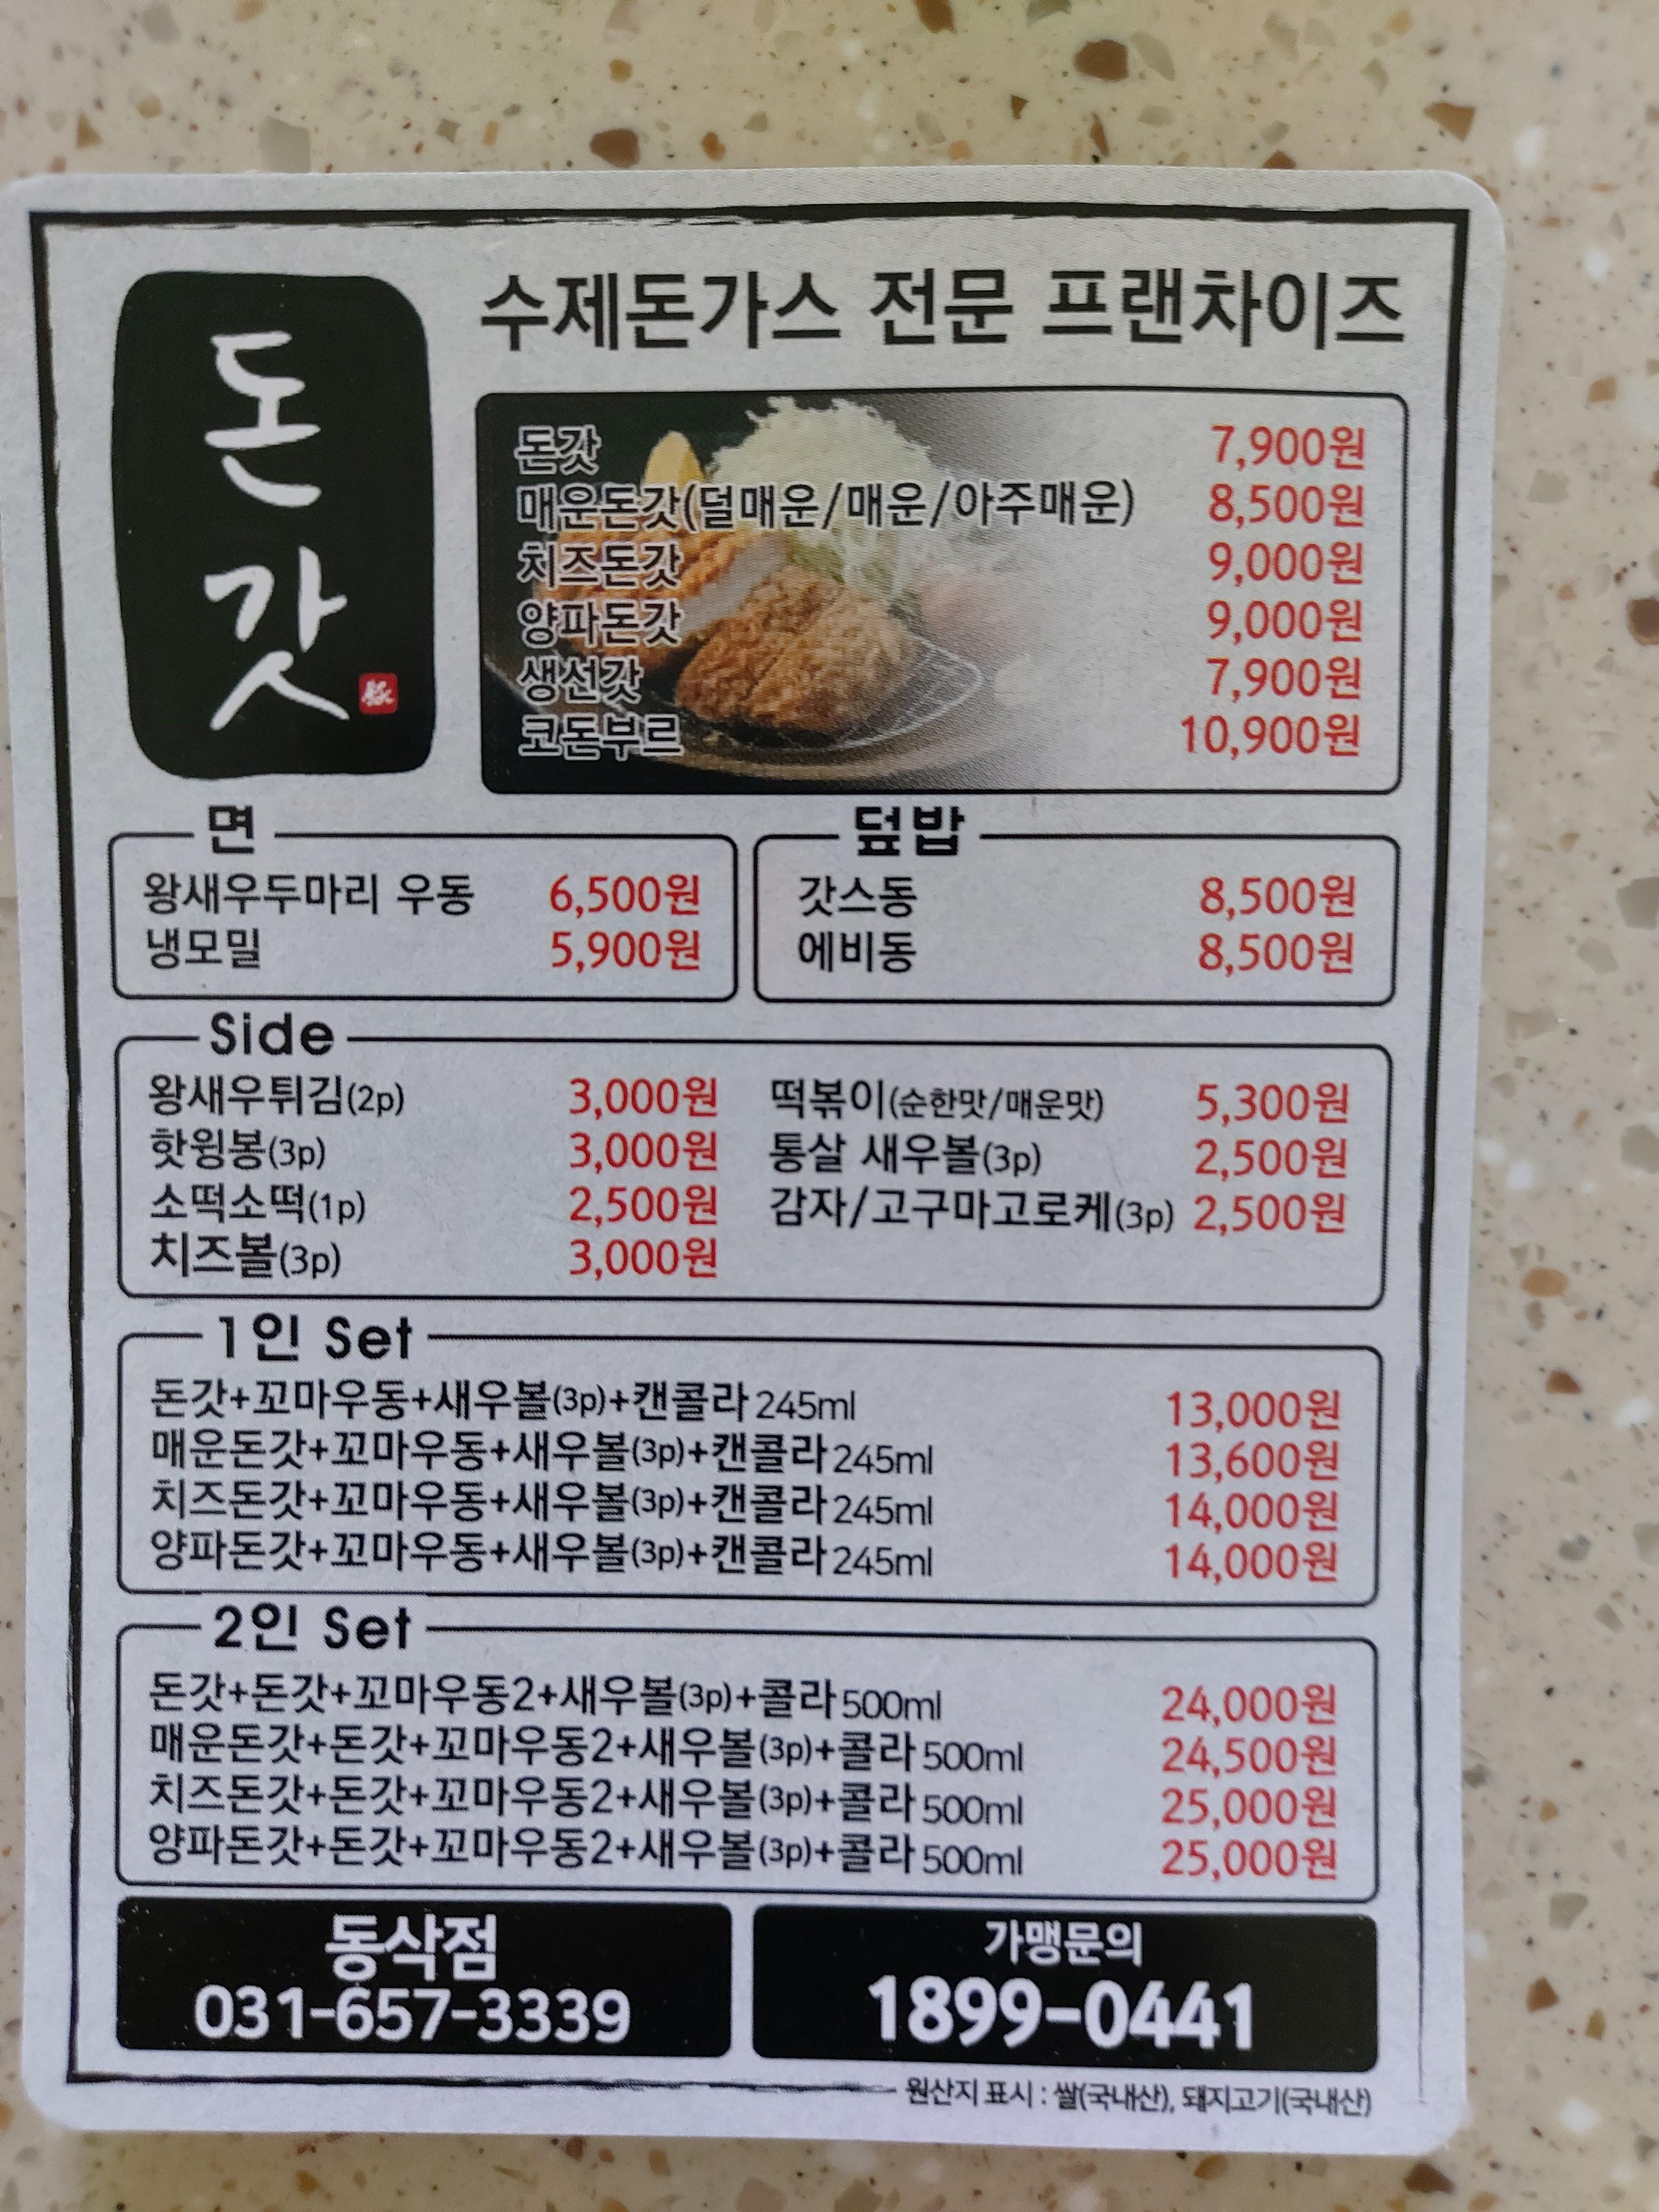 돈갓
수제돈가스 전문 프랜차이즈
돈갓 7,900원
매운돈갓(덜매운/매운/아주매운) 8,500원
치즈돈갓 9,000원
양파돈갓 9,000원
생선갓 7,900원
코돈부르 10,900원
면
왕새우두마리 우동 6,500원
냉모밀 5,900원
덮밥
갓스동 8,500원
에비동 8,500원
Side
왕새우튀김(2p) 3,000원
핫윙봉(3p) 3,000원
소떡소떡(1p) 2,500원
치즈볼(3p) 3,000원
떡볶이(순한맛/매운맛) 5,300원
통살 새우볼(3p) 2,500원
감자/고구마고로케(3p) 2,500원
1인 Set
돈갓+꼬마우동+새우볼(3p)+캔콜라 245ml 13,000원
매운돈갓+꼬마우동+새우볼(3p)+캔콜라 245ml 13,600원
치즈돈갓+꼬마우동+새우볼(3p)+캔콜라 245ml 14,000원
양파돈갓+꼬마우동+새우볼(3p)+캔콜라 245ml 14,000원
2인 Set
돈갓+돈갓+꼬마우동2+새우볼(3p)+콜라 500ml 24,000원
매운돈갓+돈갓+꼬마우동2+새우볼(3p)+콜라 500ml 24,500원
치즈돈갓+돈갓+꼬마우동2+새우볼(3p)+콜라 500ml 25,000원
양파돈갓+돈갓+꼬마우동2+새우볼(3p)+콜라 500ml 25,000원
동삭점
031-657-3339
가맹문의
1899-0441
원산지 표시 : 쌀(국내산), 돼지고기(국내산)